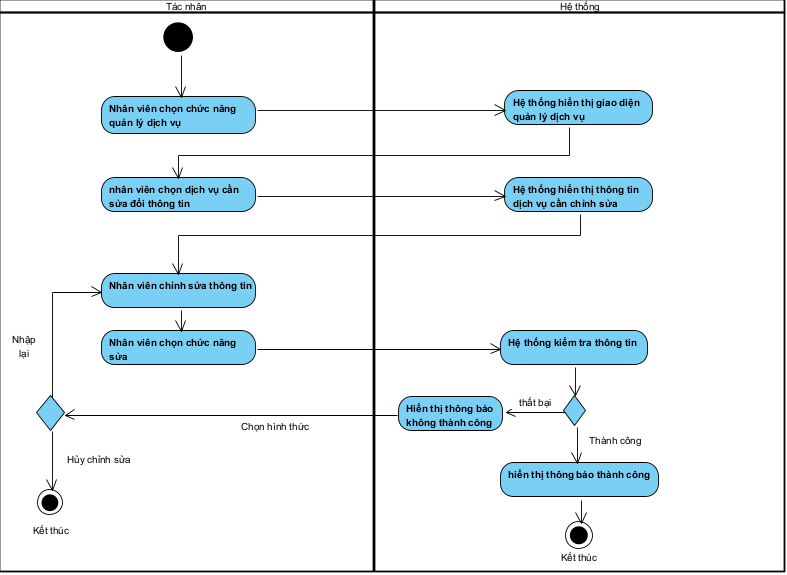 Tác nhân
Hệ thống
Nhân viên chọn chức năng
quản lý dịch vụ
Hệ thống hiển thị giao diện
quản lý dịch vụ
nhân viên chọn dịch vụ cần
sửa đổi thông tin
Hệ thống hiển thị thông tin
dịch vụ cần chỉnh sửa
Nhân viên chỉnh sửa thông tin
Nhân viên chọn chức năng
sửa
Hệ thống kiểm tra thông tin
Nhập
lại
Hiển thị thông báo
không thành công
thất bại
Chọn hình thức
Thành công
Hủy chỉnh sửa
hiển thị thông báo thành công
Kết thúc
Kết thúc